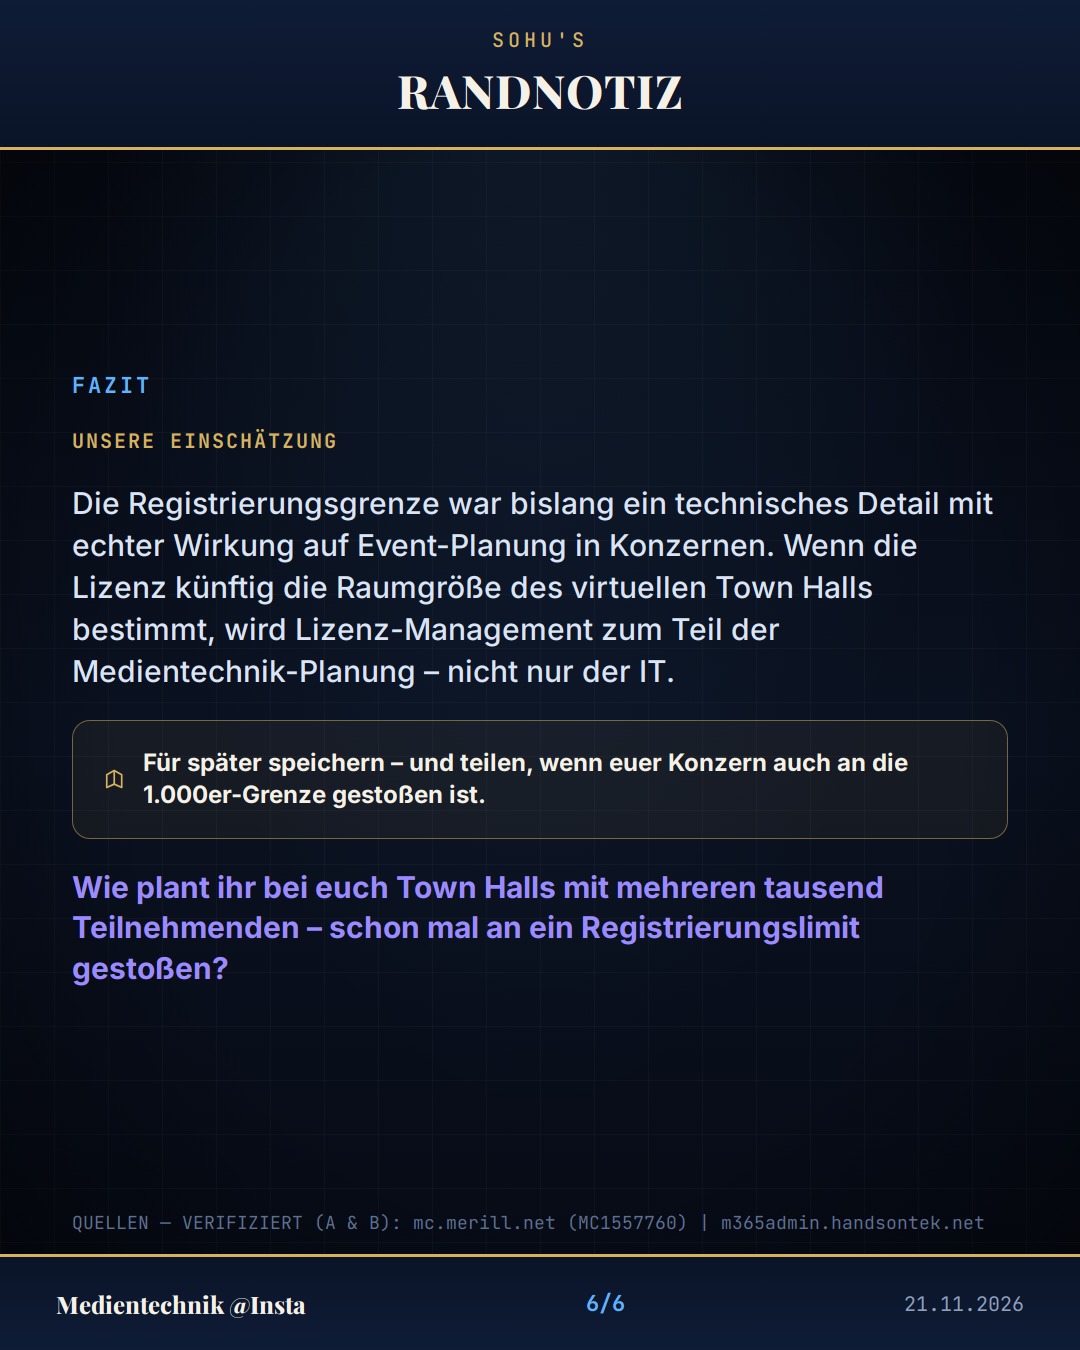 SOHU'S
RANDNOTIZ
FAZIT
UNSERE EINSCHÄTZUNG
Die Registrierungsgrenze war bislang ein technisches Detail mit
echter Wirkung auf Event-Planung in Konzernen. Wenn die
Lizenz künftig die Raumgröße des virtuellen Town Halls
bestimmt, wird Lizenz-Management zum Teil der
Medientechnik-Planung – nicht nur der IT.
Für später speichern – und teilen, wenn euer Konzern auch an die
1.000er-Grenze gestoßen ist.
Wie plant ihr bei euch Town Halls mit mehreren tausend
Teilnehmenden – schon mal an ein Registrierungslimit
gestoßen?
QUELLEN — VERIFIZIERT (A & B): mc.merill.net (MC1557760) | m365admin.handsontek.net
Medientechnik @Insta
6/6
21.11.2026